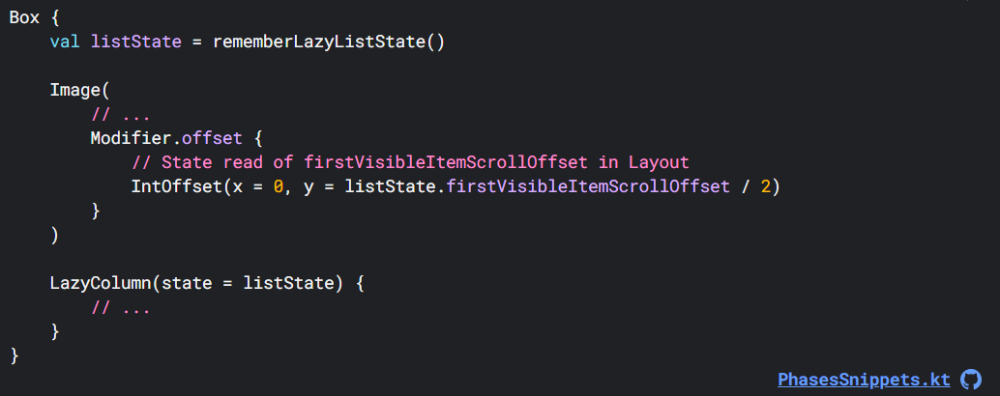 Box {
    val listState = rememberLazyListState()

    Image(
        // ...
        Modifier.offset {
            // State read of firstVisibleItemScrollOffset in Layout
            IntOffset(x = 0, y = listState.firstVisibleItemScrollOffset / 2)
        }
    )

    LazyColumn(state = listState) {
        // ...
    }
}
PhasesSnippets.kt